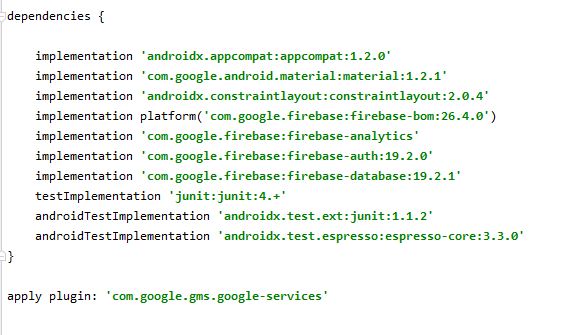 dependencies {
implementation 'androidx.appcompat:appcompat:1.2.0'
implementation 'com.google.android.material:material:1.2.1'
implementation 'androidx.constraintlayout:constraintlayout:2.0.4'
implementation platform('com.google.firebase:firebase-bom:26.4.0')
implementation 'com.google.firebase:firebase-analytics'
implementation 'com.google.firebase:firebase-auth:19.2.0'
implementation 'com.google.firebase:firebase-database:19.2.1'
testImplementation 'junit:junit:4.+'
androidTestImplementation 'androidx.test.ext:junit:1.1.2'
androidTestImplementation 'androidx.test.espresso:espresso-core:3.3.0'
}
apply plugin: 'com.google.gms.google-services'